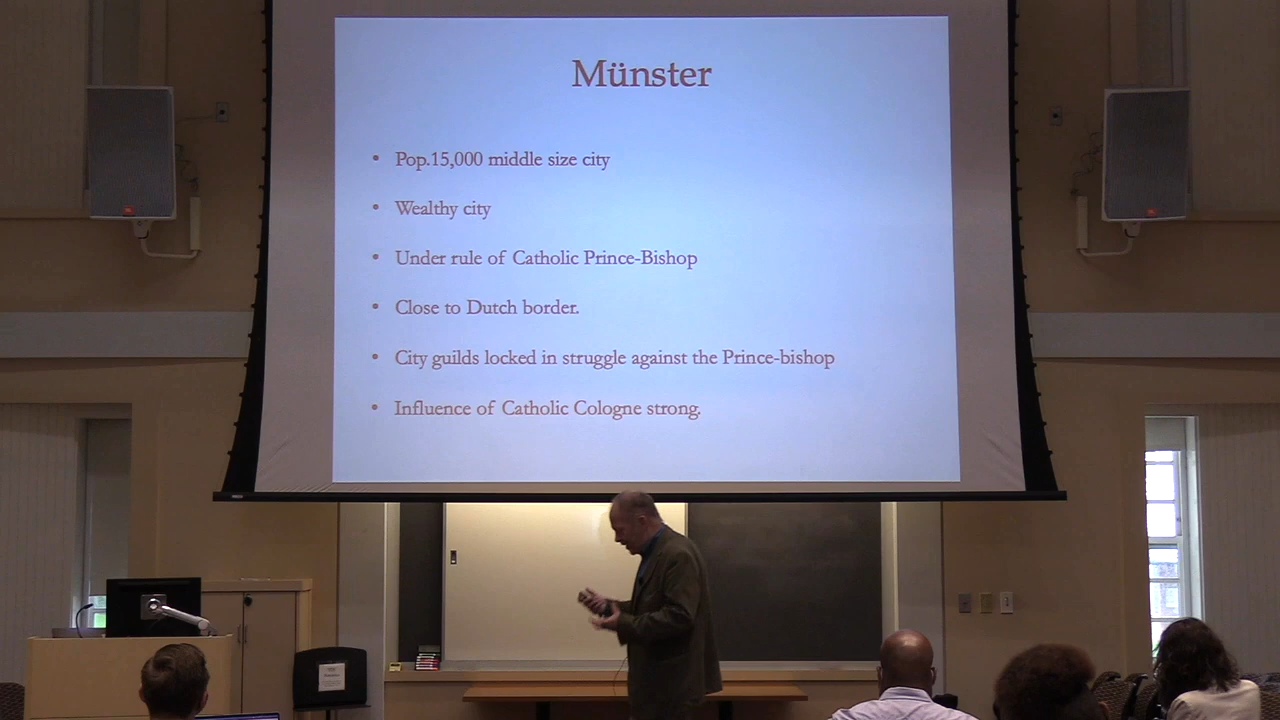 Münster
• Pop.15,000 middle size city
• Wealthy city
• Under rule of Catholic Prince-Bishop
• Close to Dutch border.
• City guilds locked in struggle against the Prince-bishop
• Influence of Catholic Cologne strong.